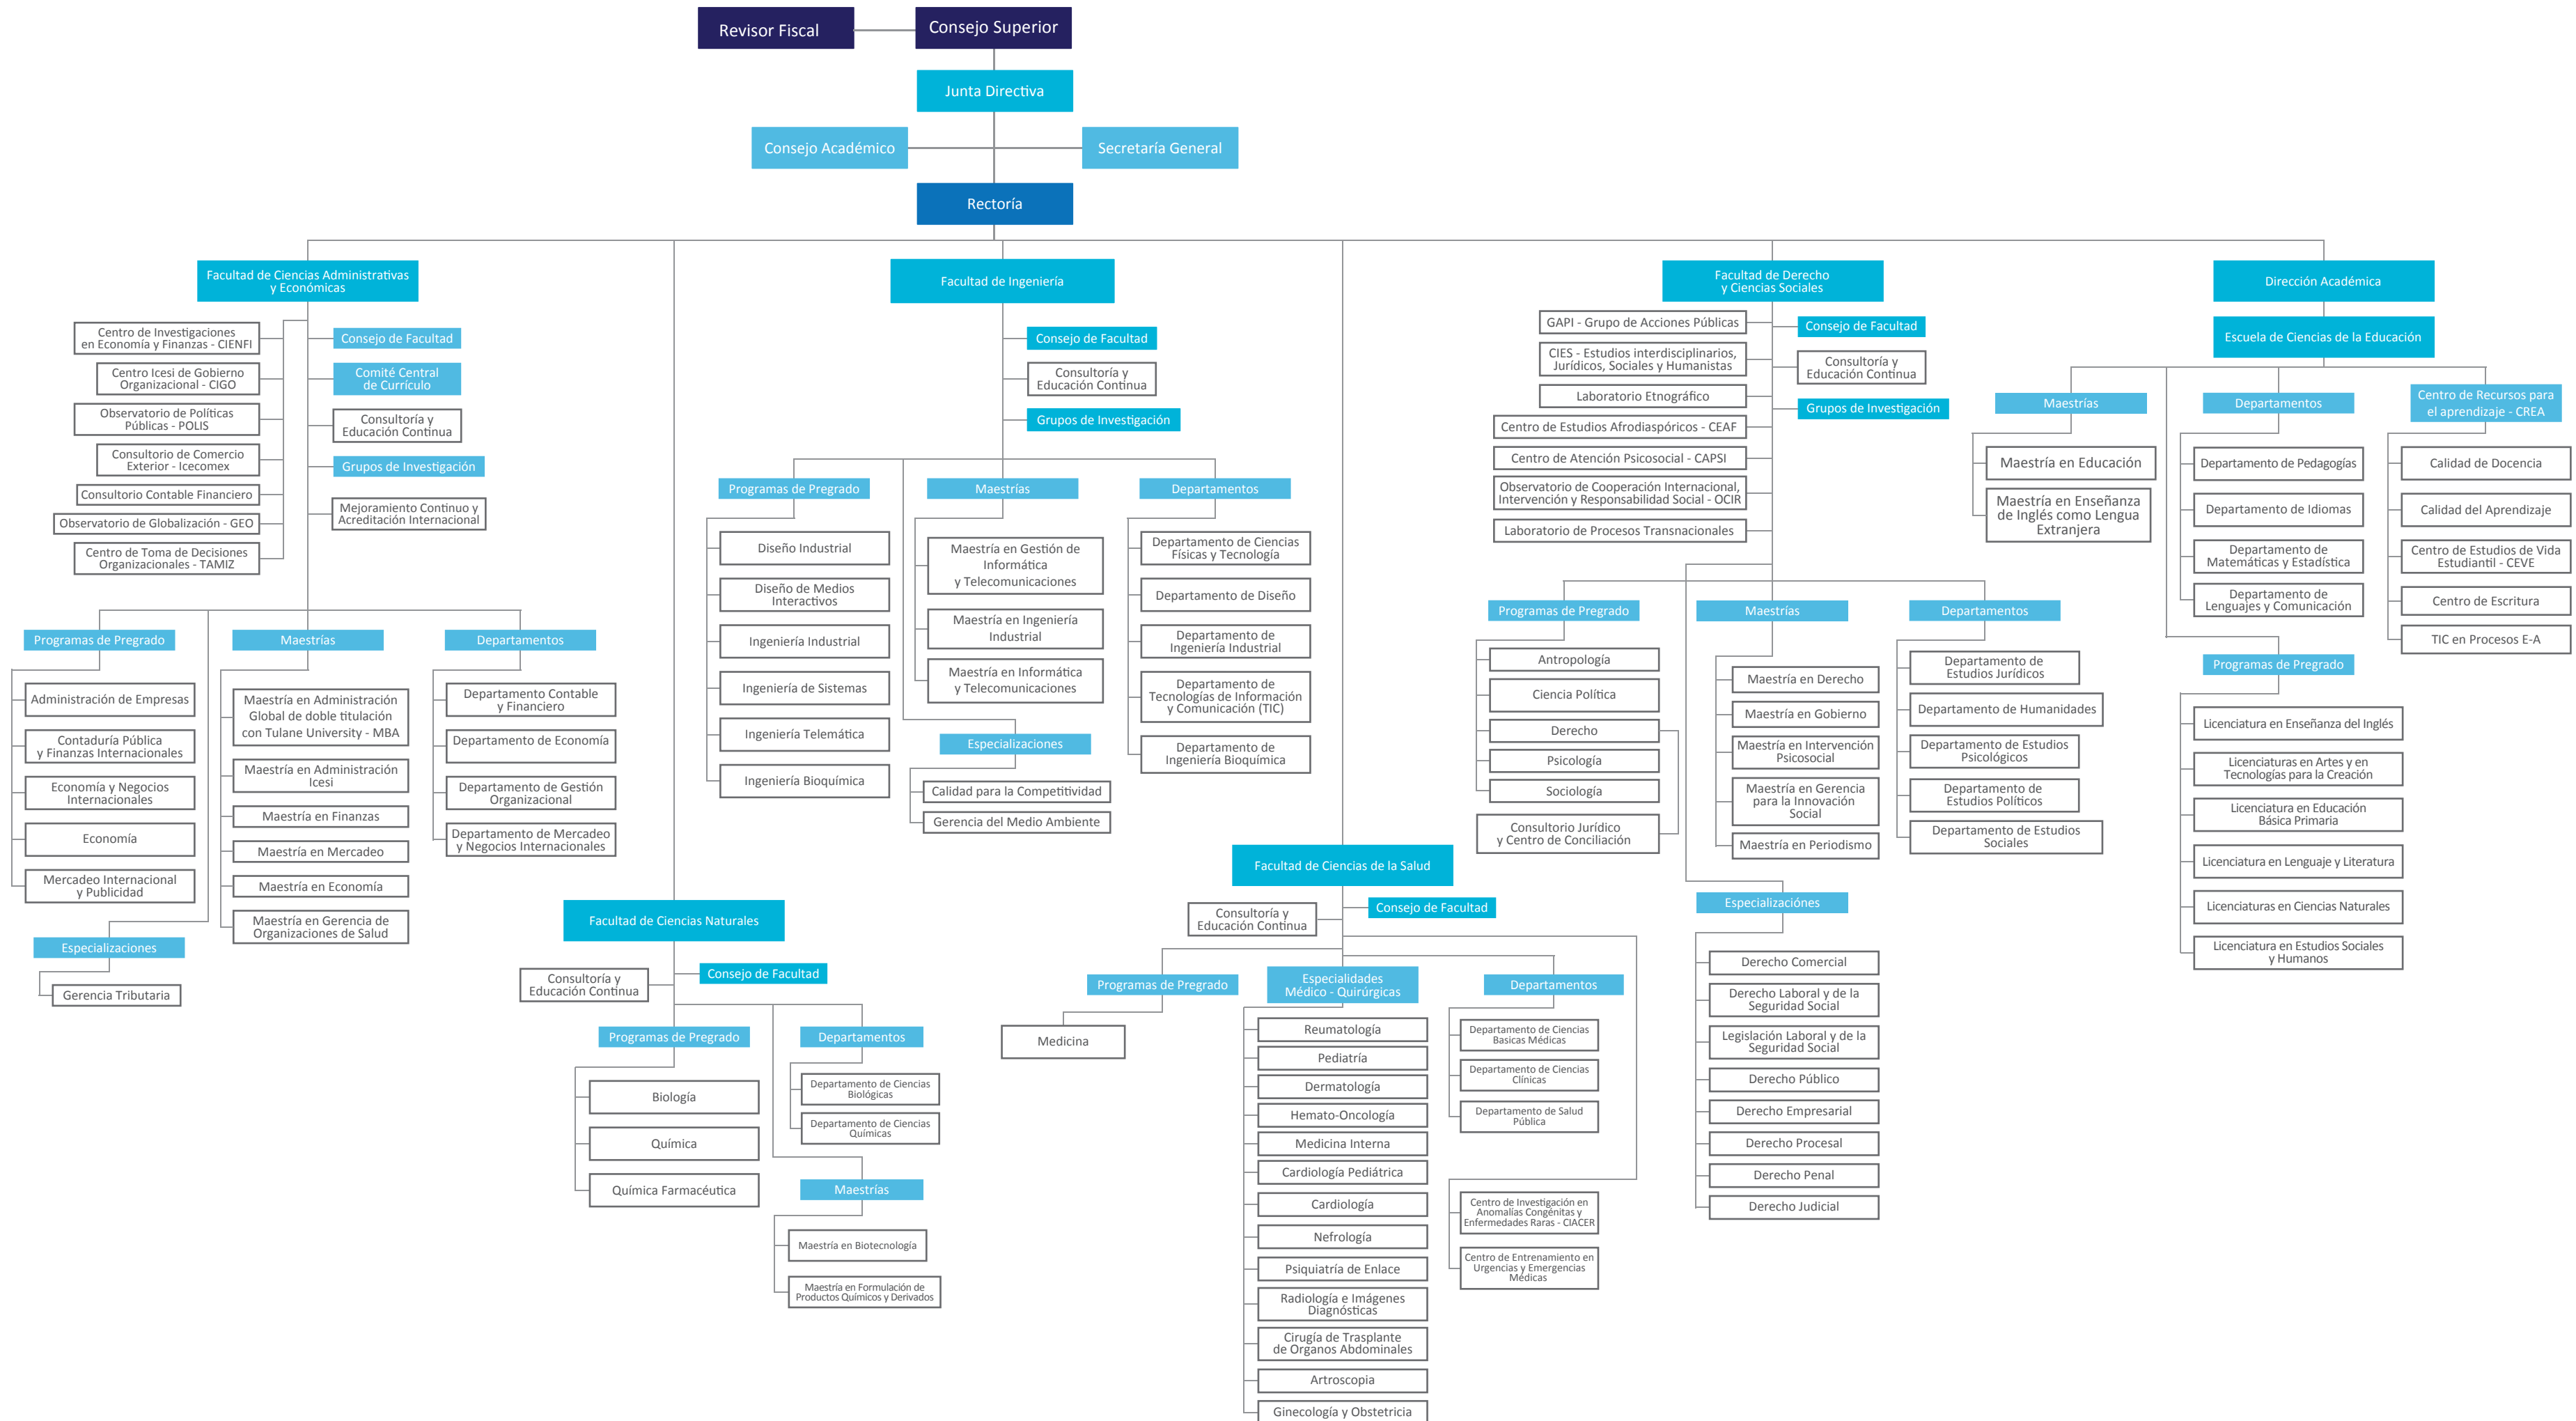 Revisor Fiscal
Consejo Superior
Junta Directiva
Consejo Académico
Secretaría General
Rectoría
Facultad de Ciencias Administrativas
y Económicas
Centro de Investigaciones
en Economía y Finanzas - CIENFI
Centro Icesi de Gobierno
Organizacional - CIGO
Observatorio de Políticas
Públicas - POLIS
Consultorio de Comercio
Exterior - Icecomex
Consultorio Contable Financiero
Observatorio de Globalización - GEO
Centro de Toma de Decisiones
Organizacionales - TAMIZ
Consejo de Facultad
Comité Central
de Currículo
Consultoría y
Educación Continua
Grupos de Investigación
Mejoramiento Continuo y
Acreditación Internacional
Programas de Pregrado
Administración de Empresas
Contaduría Pública
y Finanzas Internacionales
Economía y Negocios
Internacionales
Economía
Mercadeo Internacional
y Publicidad
Especializaciones
Gerencia Tributaria
Maestrías
Maestría en Administración
Global de doble titulación
con Tulane University - MBA
Maestría en Administración
Icesi
Maestría en Finanzas
Maestría en Mercadeo
Maestría en Economía
Maestría en Gerencia de
Organizaciones de Salud
Departamentos
Departamento Contable
y Financiero
Departamento de Economía
Departamento de Gestión
Organizacional
Departamento de Mercadeo
y Negocios Internacionales
Facultad de Ciencias Naturales
Consultoría y
Educación Continua
Consejo de Facultad
Programas de Pregrado
Biología
Química
Química Farmacéutica
Departamentos
Departamento de Ciencias
Biológicas
Departamento de Ciencias
Químicas
Maestrías
Maestría en Biotecnología
Maestría en Formulación de
Productos Químicos y Derivados
Facultad de Ingeniería
Consejo de Facultad
Consultoría y
Educación Continua
Grupos de Investigación
Programas de Pregrado
Diseño Industrial
Diseño de Medios
Interactivos
Ingeniería Industrial
Ingeniería de Sistemas
Ingeniería Telemática
Ingeniería Bioquímica
Maestrías
Maestría en Gestión de
Informática
y Telecomunicaciones
Maestría en Ingeniería
Industrial
Maestría en Informática
y Telecomunicaciones
Especializaciones
Calidad para la Competitividad
Gerencia del Medio Ambiente
Departamentos
Departamento de Ciencias
Físicas y Tecnología
Departamento de Diseño
Departamento de
Ingeniería Industrial
Departamento de
Tecnologías de Información
y Comunicación (TIC)
Departamento de
Ingeniería Bioquímica
Facultad de Ciencias de la Salud
Consultoría y
Educación Continua
Consejo de Facultad
Programas de Pregrado
Medicina
Especialidades
Médico - Quirúrgicas
Reumatología
Pediatría
Dermatología
Hemato-Oncología
Medicina Interna
Cardiología Pediátrica
Cardiología
Nefrología
Psiquiatría de Enlace
Radiología e Imágenes
Diagnósticas
Cirugía de Trasplante
de Organos Abdominales
Artroscopia
Ginecología y Obstetricia
Departamentos
Departamento de Ciencias
Basicas Médicas
Departamento de Ciencias
Clínicas
Departamento de Salud
Pública
Centro de Investigación en
Anomalías Congénitas y
Enfermedades Raras - CIACER
Centro de Entrenamiento en
Urgencias y Emergencias
Médicas
Facultad de Derecho
y Ciencias Sociales
GAPI - Grupo de Acciones Públicas
CIES - Estudios interdisciplinarios,
Jurídicos, Sociales y Humanistas
Laboratorio Etnográfico
Centro de Estudios Afrodiaspóricos - CEAF
Centro de Atención Psicosocial - CAPSI
Observatorio de Cooperación Internacional,
Intervención y Responsabilidad Social - OCIR
Laboratorio de Procesos Transnacionales
Consejo de Facultad
Consultoría y
Educación Continua
Grupos de Investigación
Programas de Pregrado
Antropología
Ciencia Política
Derecho
Psicología
Sociología
Consultorio Jurídico
y Centro de Conciliación
Maestrías
Maestría en Derecho
Maestría en Gobierno
Maestría en Intervención
Psicosocial
Maestría en Gerencia
para la Innovación
Social
Maestría en Periodismo
Especializaciónes
Derecho Comercial
Derecho Laboral y de la
Seguridad Social
Legislación Laboral y de la
Seguridad Social
Derecho Público
Derecho Empresarial
Derecho Procesal
Derecho Penal
Derecho Judicial
Departamentos
Departamento de
Estudios Jurídicos
Departamento de Humanidades
Departamento de Estudios
Psicológicos
Departamento de
Estudios Políticos
Departamento de Estudios
Sociales
Dirección Académica
Escuela de Ciencias de la Educación
Maestrías
Maestría en Educación
Maestría en Enseñanza
de Inglés como Lengua
Extranjera
Departamentos
Departamento de Pedagogías
Departamento de Idiomas
Departamento de
Matemáticas y Estadística
Departamento de
Lenguajes y Comunicación
Programas de Pregrado
Licenciatura en Enseñanza del Inglés
Licenciaturas en Artes y en
Tecnologías para la Creación
Licenciatura en Educación
Básica Primaria
Licenciatura en Lenguaje y Literatura
Licenciaturas en Ciencias Naturales
Licenciatura en Estudios Sociales
y Humanos
Centro de Recursos para
el aprendizaje - CREA
Calidad de Docencia
Calidad del Aprendizaje
Centro de Estudios de Vida
Estudiantil - CEVE
Centro de Escritura
TIC en Procesos E-A